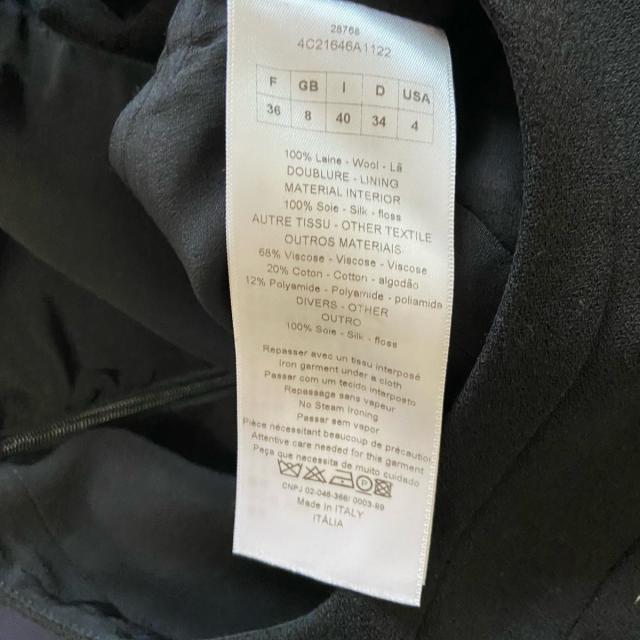 28768
4C21646A1122
F GB I D USA
36 8 40 34 4
100% Laine - Wool - Lã
DOUBLURE - LINING
MATERIAL INTERIOR
100% Soie - Silk - floss
AUTRE TISSU - OTHER TEXTILE
OUTROS MATERIAIS
68% Viscose - Viscose - Viscose
20% Coton - Cotton - algodão
12% Polyamide - Polyamide - poliamida
DIVERS - OTHER
OUTRO
100% Soie - Silk - floss
Repasser avec un tissu interposé
Iron garment under a cloth
Passar com um tecido interposto
Repassage sans vapeur
No Steam Ironing
Passar sem vapor
Pièce nécessitant beaucoup de précautio
Attentive care needed for this garment
Peça que necessita de muito cuidado
CNPJ 02-046-366/ 0003-99
Made in ITALY
ITÁLIA